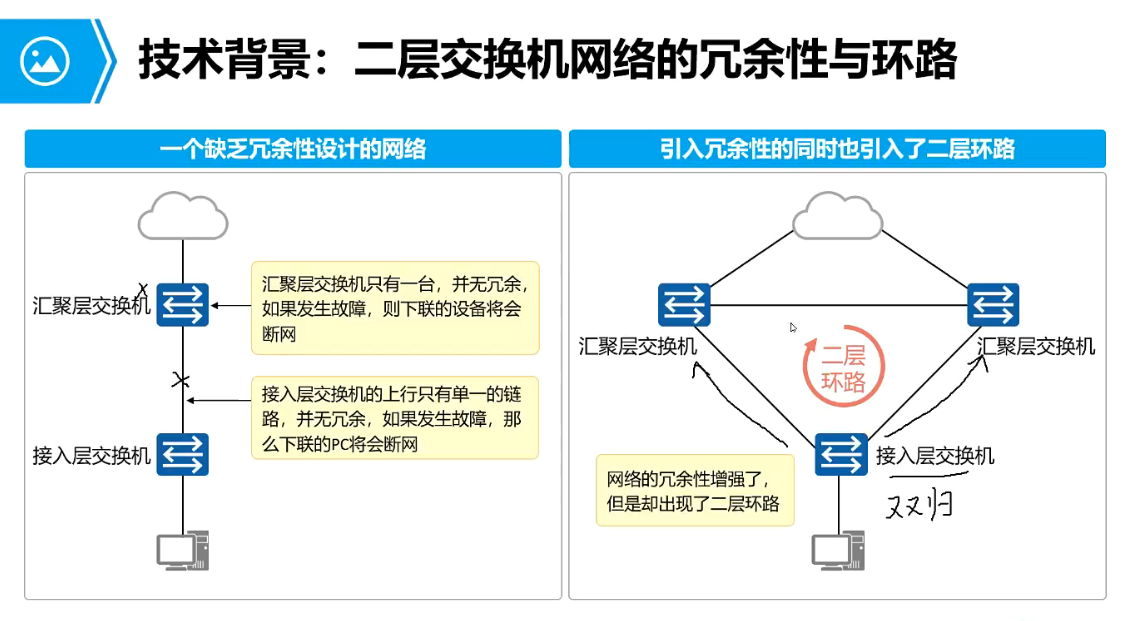 技术背景：二层交换机网络的冗余性与环路
一个缺乏冗余性设计的网络
汇聚层交换机
汇聚层交换机只有一台，并无冗余，
如果发生故障，则下联的设备将会
断网
接入层交换机的上行只有单一的链
路，并无冗余，如果发生故障，那
么下联的PC将会断网
接入层交换机
引入冗余性的同时也引入了二层环路
汇聚层交换机
汇聚层交换机
二层
环路
接入层交换机
网络的冗余性增强了，
但是却出现了二层环路
双归